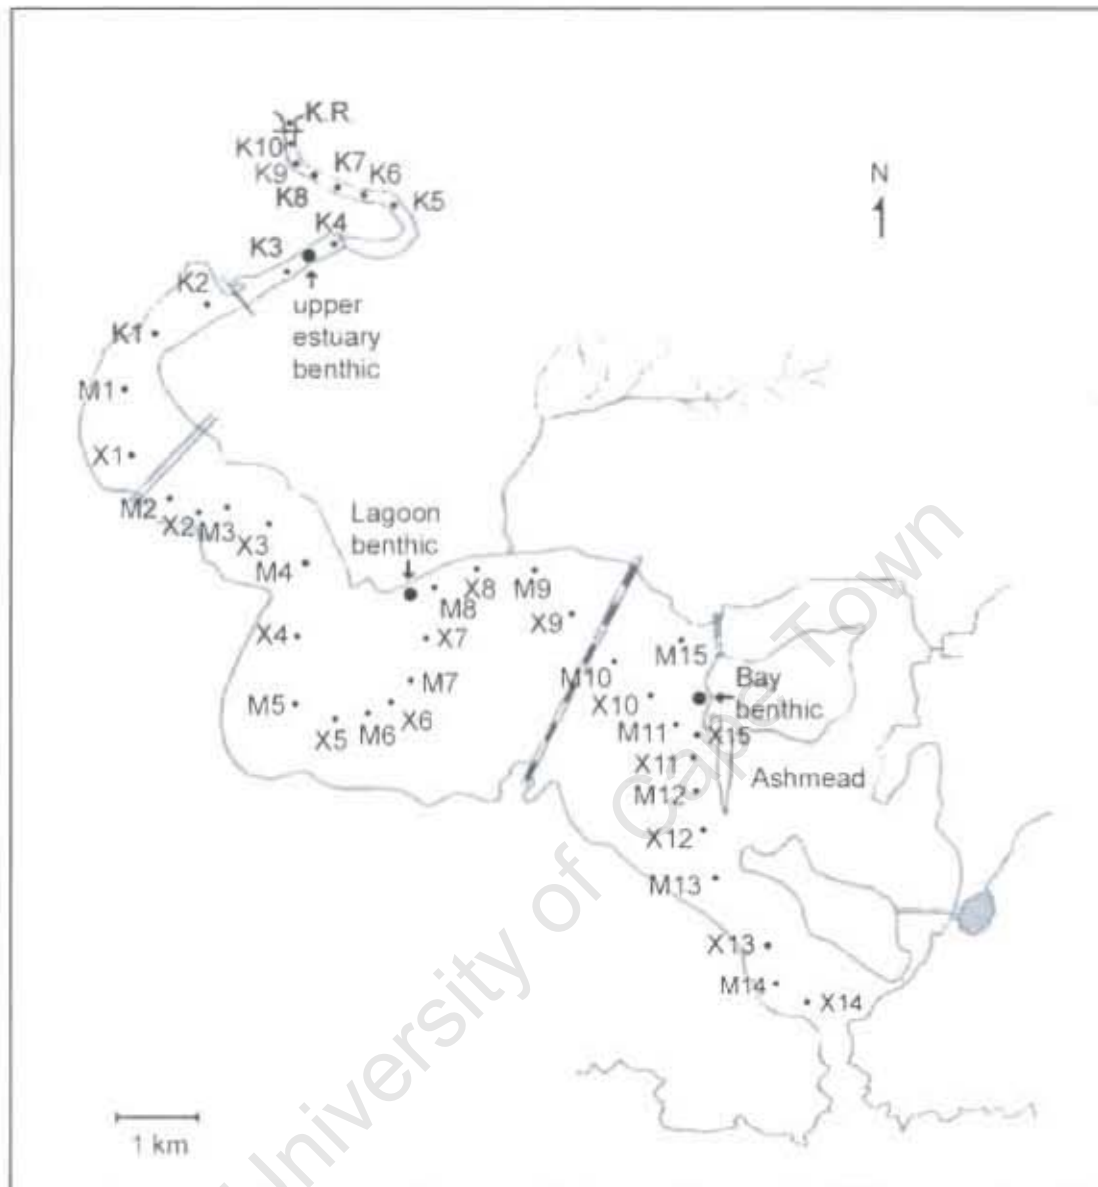 K.R
K10
K9
K8
K7
K6
K5
K4
K3
K2
K1
N
upper
estuary
benthic
M1
X1
M2
X2
M3
X3
M4
Lagoon
benthic
X8
M9
M8
X9
X4
X7
M15
M10
M7
Bay
benthic
M5
X6
X10
X5
M6
M11
X15
X11
Ashmead
M12
X12
M13
X13
M14
X14
1 km
University of Cape Town